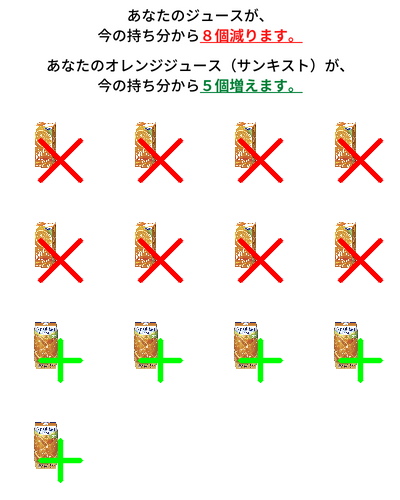 あなたのジュースが、
今の持ち分から８個減ります。
あなたのオレンジジュース（サンキスト）が、
今の持ち分から５個増えます。